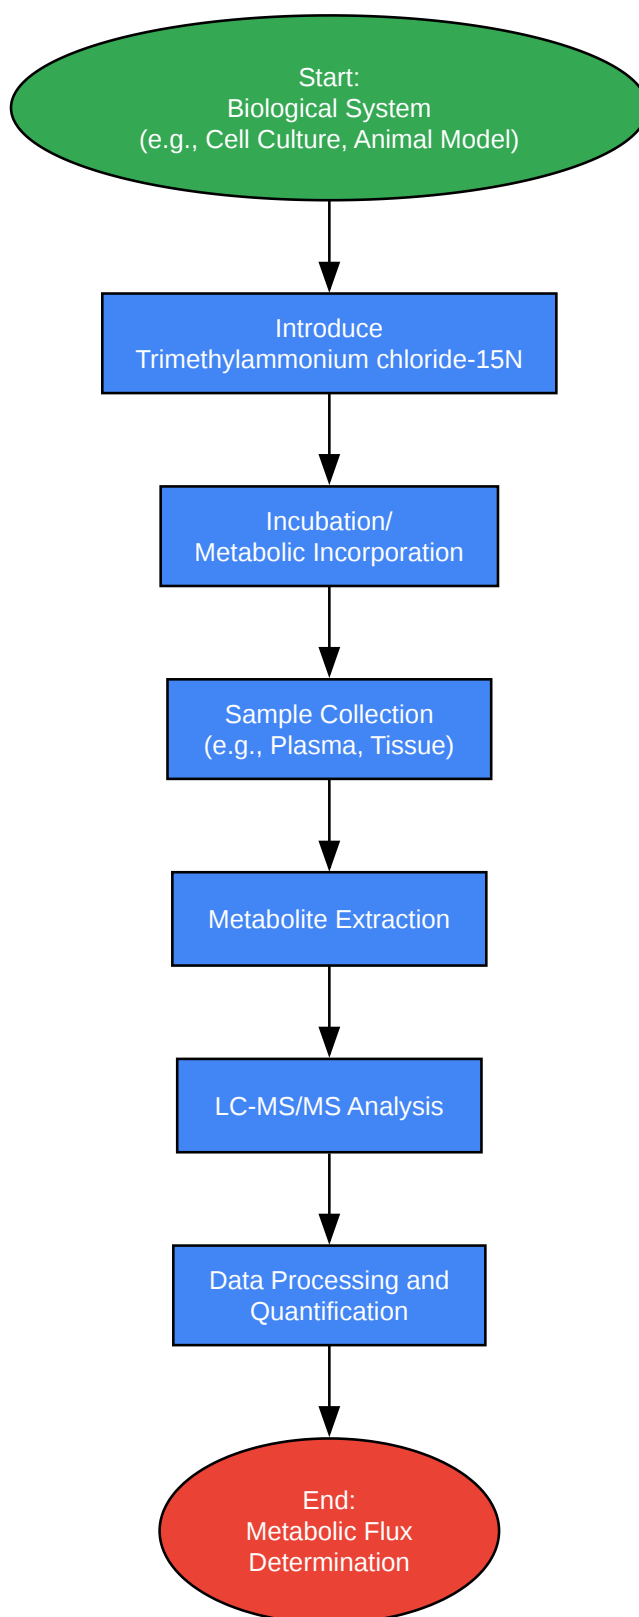 Start:
Biological System
(e.g., Cell Culture, Animal Model)
Introduce
Trimethylammonium chloride-15N
Incubation/
Metabolic Incorporation
Sample Collection
(e.g., Plasma, Tissue)
Metabolite Extraction
LC-MS/MS Analysis
Data Processing and
Quantification
End:
Metabolic Flux
Determination